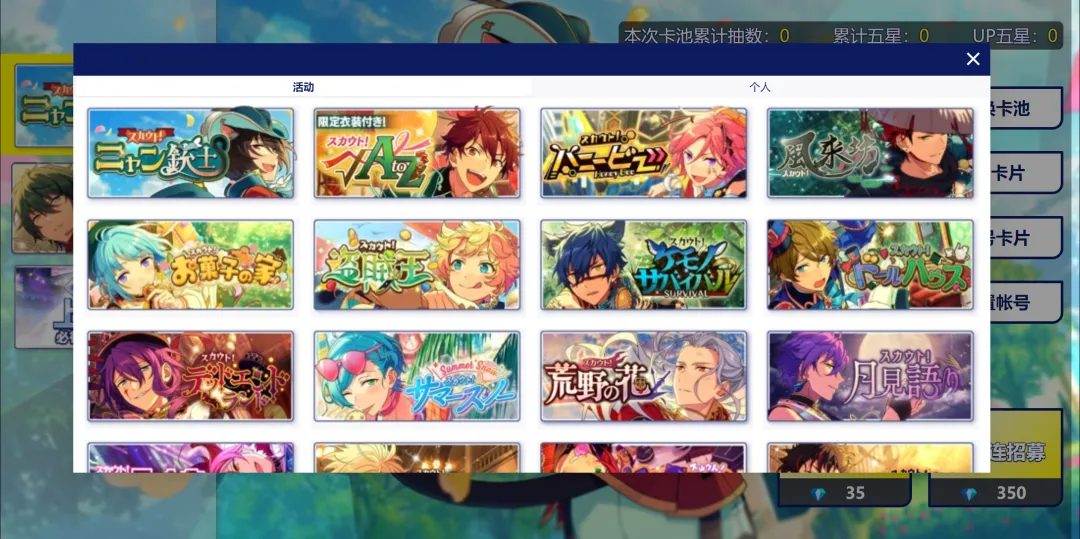 本次卡池累计抽数：0 累计五星：0 UP五星：0
活动 个人
スカウト！
ニャン銃士
限定衣装付き！
スカウト！
AtoZ
スカウト！
ハニービー
Honey Bee
風来坊
スカウト！
スカウト！
お菓子の家
スカウト！
盗賊王
スカウト！
ケモノ
サバイバル
SURVIVAL
スカウト！
ドールハウス
スカウト！
デッドエンド
Summer Snow
スカウト！
サマースノー
スカウト！
荒野の花
スカウト！
月見語り
スカウト！
卡池
卡片
卡片
帐号
连招募
35
350